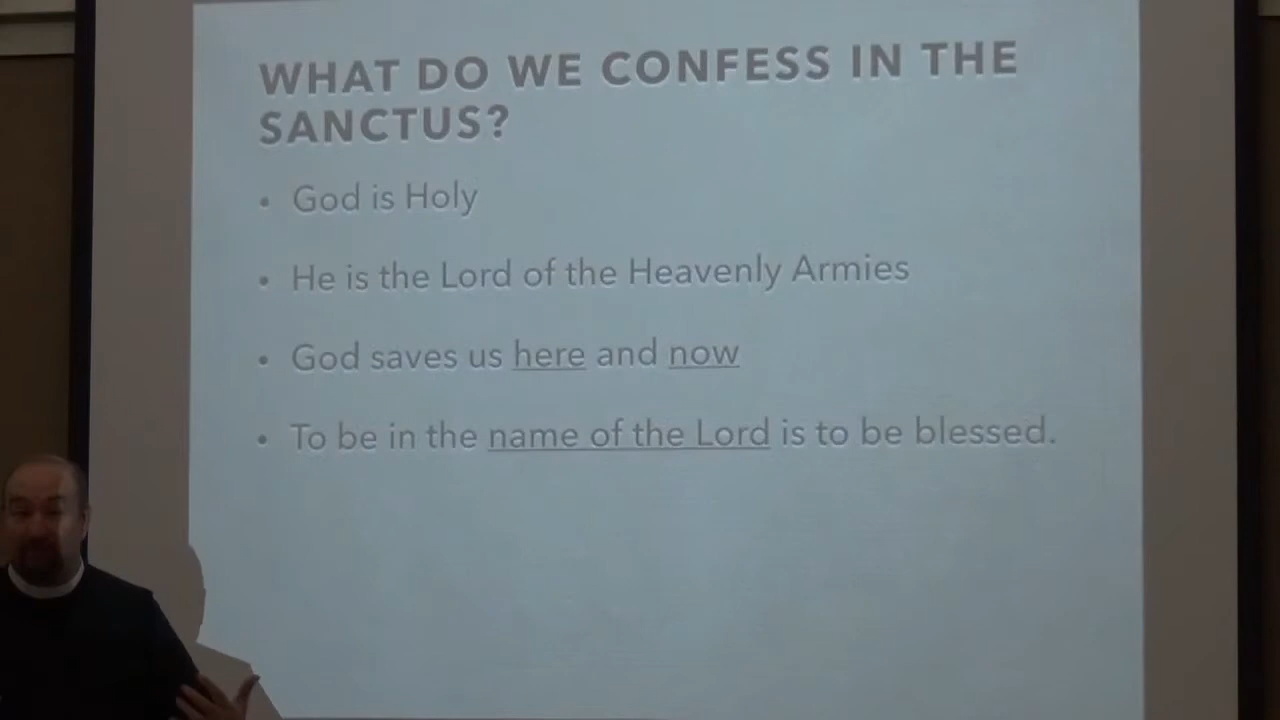 WHAT DO WE CONFESS IN THE
SANCTUS?
• God is Holy
• He is the Lord of the Heavenly Armies
• God saves us here and now
• To be in the name of the Lord is to be blessed.